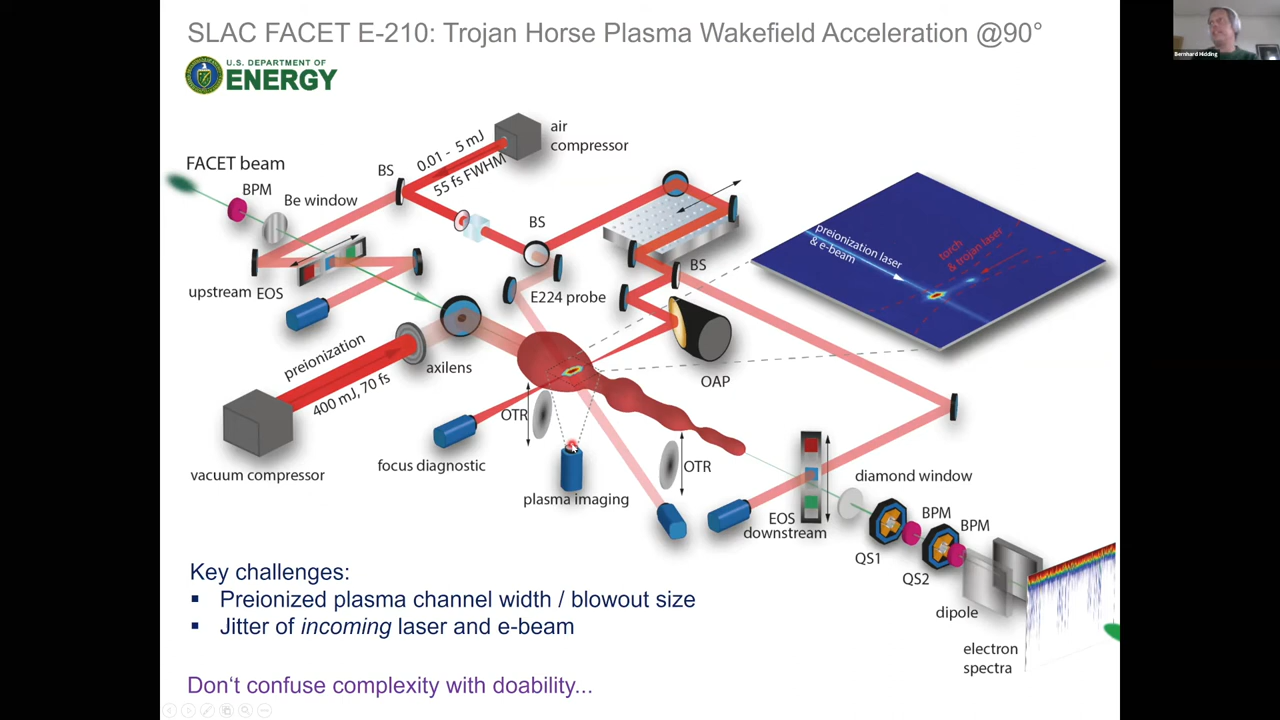 SLAC FACET E-210: Trojan Horse Plasma Wakefield Acceleration @90°
Bernhard Hidding
U.S. DEPARTMENT OF
ENERGY
air
compressor
0.01 - 5 mJ
55 fs FWHM
FACET beam
BS
BPM
Be window
BS
BS
preionization laser
& e-beam
torch
& trojan laser
upstream EOS
E224 probe
preionization
400 mJ, 70 fs
axilens
OAP
OTR
focus diagnostic
OTR
vacuum compressor
plasma imaging
diamond window
EOS
downstream
BPM
BPM
QS1
QS2
dipole
electron
spectra
Key challenges:
▪ Preionized plasma channel width / blowout size
▪ Jitter of incoming laser and e-beam
Don‘t confuse complexity with doability...